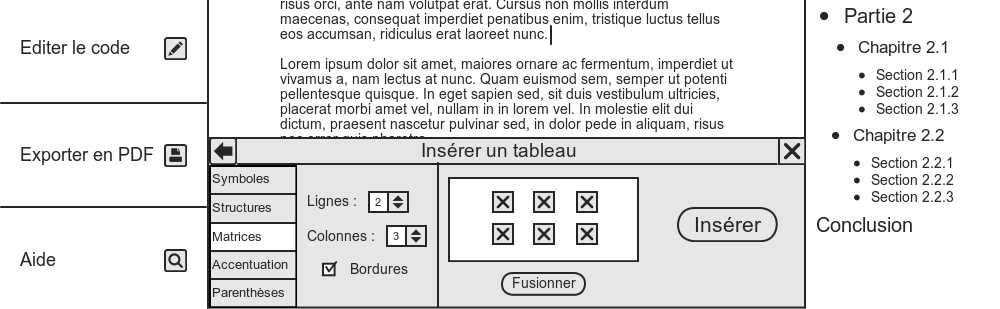 Editer le code
Exporter en PDF
Aide
risus orci, ante nam volutpat erat. Cursus non mollis interdum
maecenas, consequat imperdiet penatibus enim, tristique luctus tellus
eos accumsan, ridiculus erat laoreet nunc.
Lorem ipsum dolor sit amet, maiores ornare ac fermentum, imperdiet ut
vivamus a, nam lectus at nunc. Quam euismod sem, semper ut potenti
pellentesque quisque. In eget sapien sed, sit duis vestibulum ultricies,
placerat morbi amet vel, nullam in in lorem vel. In molestie elit dui
dictum, praesent nascetur pulvinar sed, in dolor pede in aliquam, risus
Insérer un tableau
Symboles
Structures
Matrices
Accentuation
Parenthèses
Lignes : 2
Colonnes : 3
Bordures
Fusionner
Insérer
Partie 2
Chapitre 2.1
Section 2.1.1
Section 2.1.2
Section 2.1.3
Chapitre 2.2
Section 2.2.1
Section 2.2.2
Section 2.2.3
Conclusion